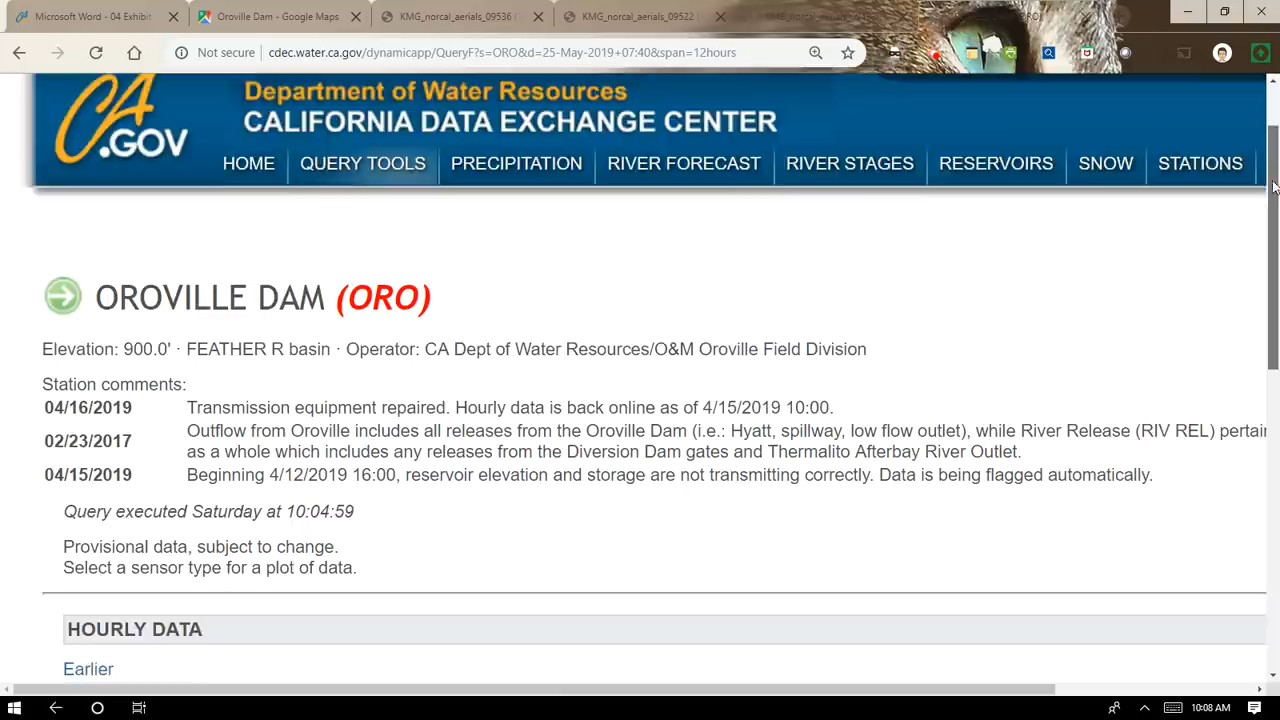 Microsoft Word - 04 Exhibit
Oroville Dam - Google Maps
KMG_norcal_aerials_09536 (
KMG_norcal_aerials_09522 (
Not secure
cdec.water.ca.gov/dynamicapp/QueryF?s=ORO&d=25-May-2019+07:40&span=12hours
CA.GOV
Department of Water Resources
CALIFORNIA DATA EXCHANGE CENTER
HOME QUERY TOOLS PRECIPITATION RIVER FORECAST RIVER STAGES RESERVOIRS SNOW STATIONS
OROVILLE DAM (ORO)
Elevation: 900.0' · FEATHER R basin · Operator: CA Dept of Water Resources/O&M Oroville Field Division
Station comments:
04/16/2019 Transmission equipment repaired. Hourly data is back online as of 4/15/2019 10:00.
02/23/2017 Outflow from Oroville includes all releases from the Oroville Dam (i.e.: Hyatt, spillway, low flow outlet), while River Release (RIV REL) pertain
as a whole which includes any releases from the Diversion Dam gates and Thermalito Afterbay River Outlet.
04/15/2019 Beginning 4/12/2019 16:00, reservoir elevation and storage are not transmitting correctly. Data is being flagged automatically.
Query executed Saturday at 10:04:59
Provisional data, subject to change.
Select a sensor type for a plot of data.
HOURLY DATA
Earlier
10:08 AM